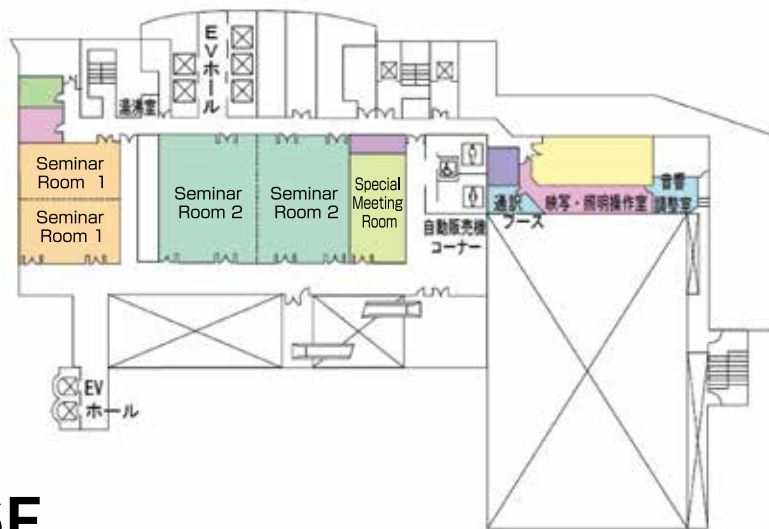 EVホール
湯沸室
Seminar
Room 1
Seminar
Room 1
Seminar
Room 2
Seminar
Room 2
Special
Meeting
Room
自動販売機
コーナー
通訳
ブース
映写・照明操作室
音響
調整室
EV
ホール